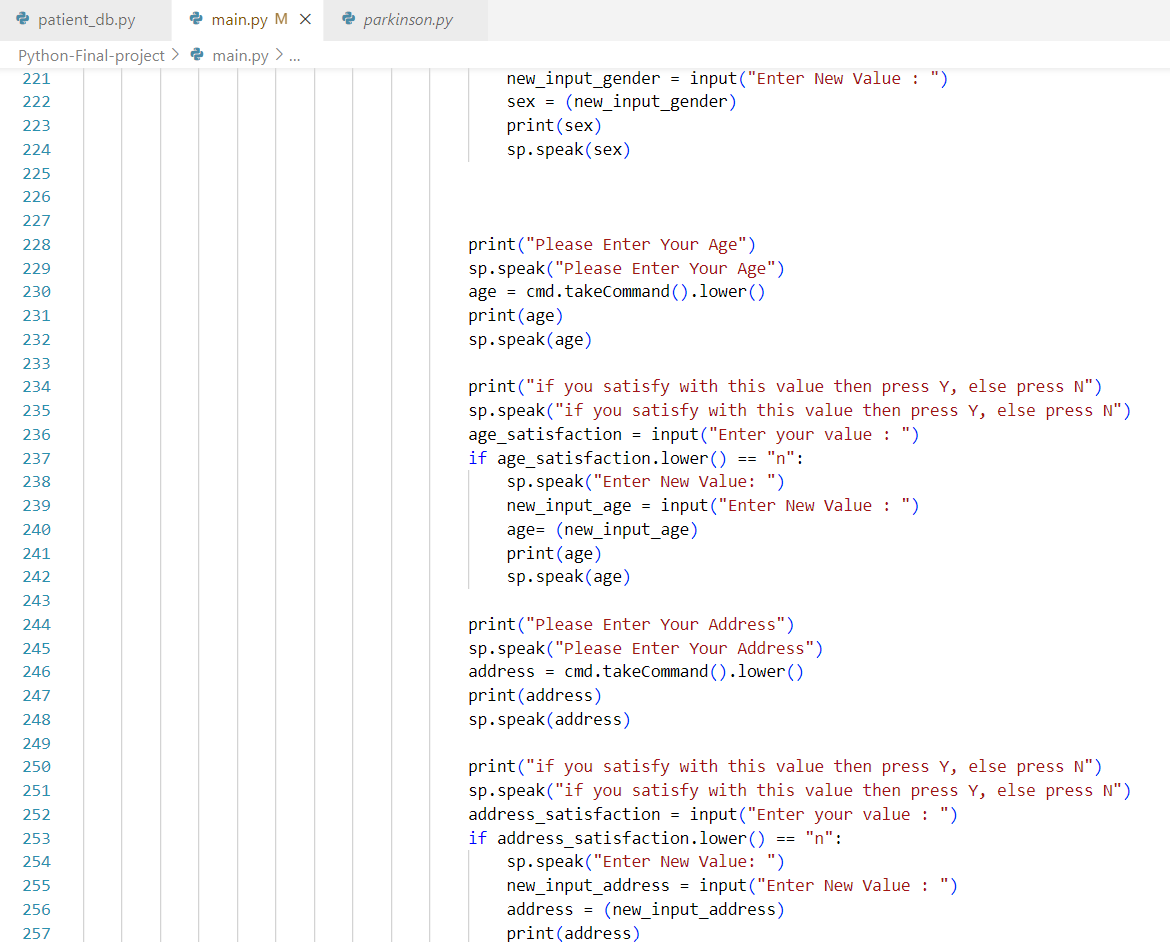 patient_db.py main.py M × parkinson.py
Python-Final-project > main.py > ...
221 new_input_gender = input("Enter New Value : ")
222 sex = (new_input_gender)
223 print(sex)
224 sp.speak(sex)
225
226
227
228 print("Please Enter Your Age")
229 sp.speak("Please Enter Your Age")
230 age = cmd.takeCommand().lower()
231 print(age)
232 sp.speak(age)
233
234 print("if you satisfy with this value then press Y, else press N")
235 sp.speak("if you satisfy with this value then press Y, else press N")
236 age_satisfaction = input("Enter your value : ")
237 if age_satisfaction.lower() == "n":
238 sp.speak("Enter New Value: ")
239 new_input_age = input("Enter New Value : ")
240 age= (new_input_age)
241 print(age)
242 sp.speak(age)
243
244 print("Please Enter Your Address")
245 sp.speak("Please Enter Your Address")
246 address = cmd.takeCommand().lower()
247 print(address)
248 sp.speak(address)
249
250 print("if you satisfy with this value then press Y, else press N")
251 sp.speak("if you satisfy with this value then press Y, else press N")
252 address_satisfaction = input("Enter your value : ")
253 if address_satisfaction.lower() == "n":
254 sp.speak("Enter New Value: ")
255 new_input_address = input("Enter New Value : ")
256 address = (new_input_address)
257 print(address)